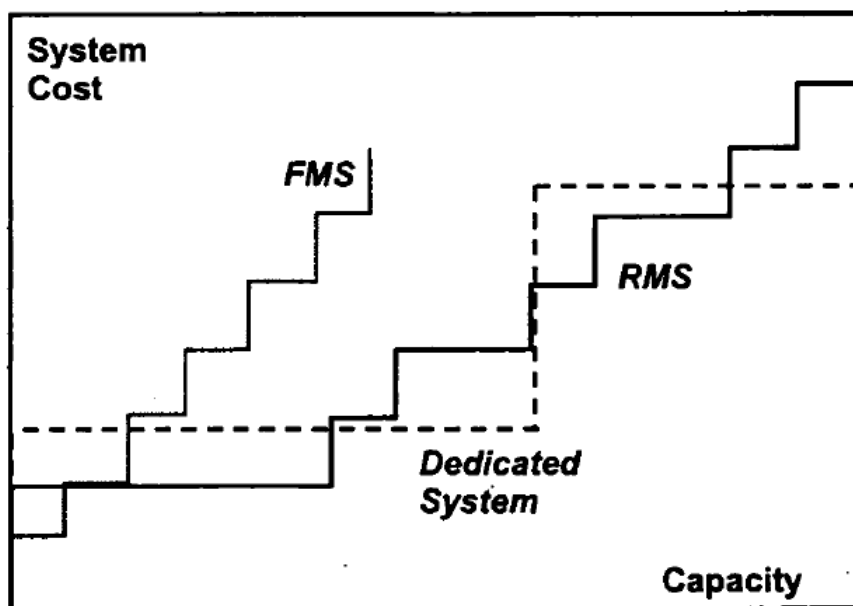 System
Cost
FMS
RMS
Dedicated
System
Capacity